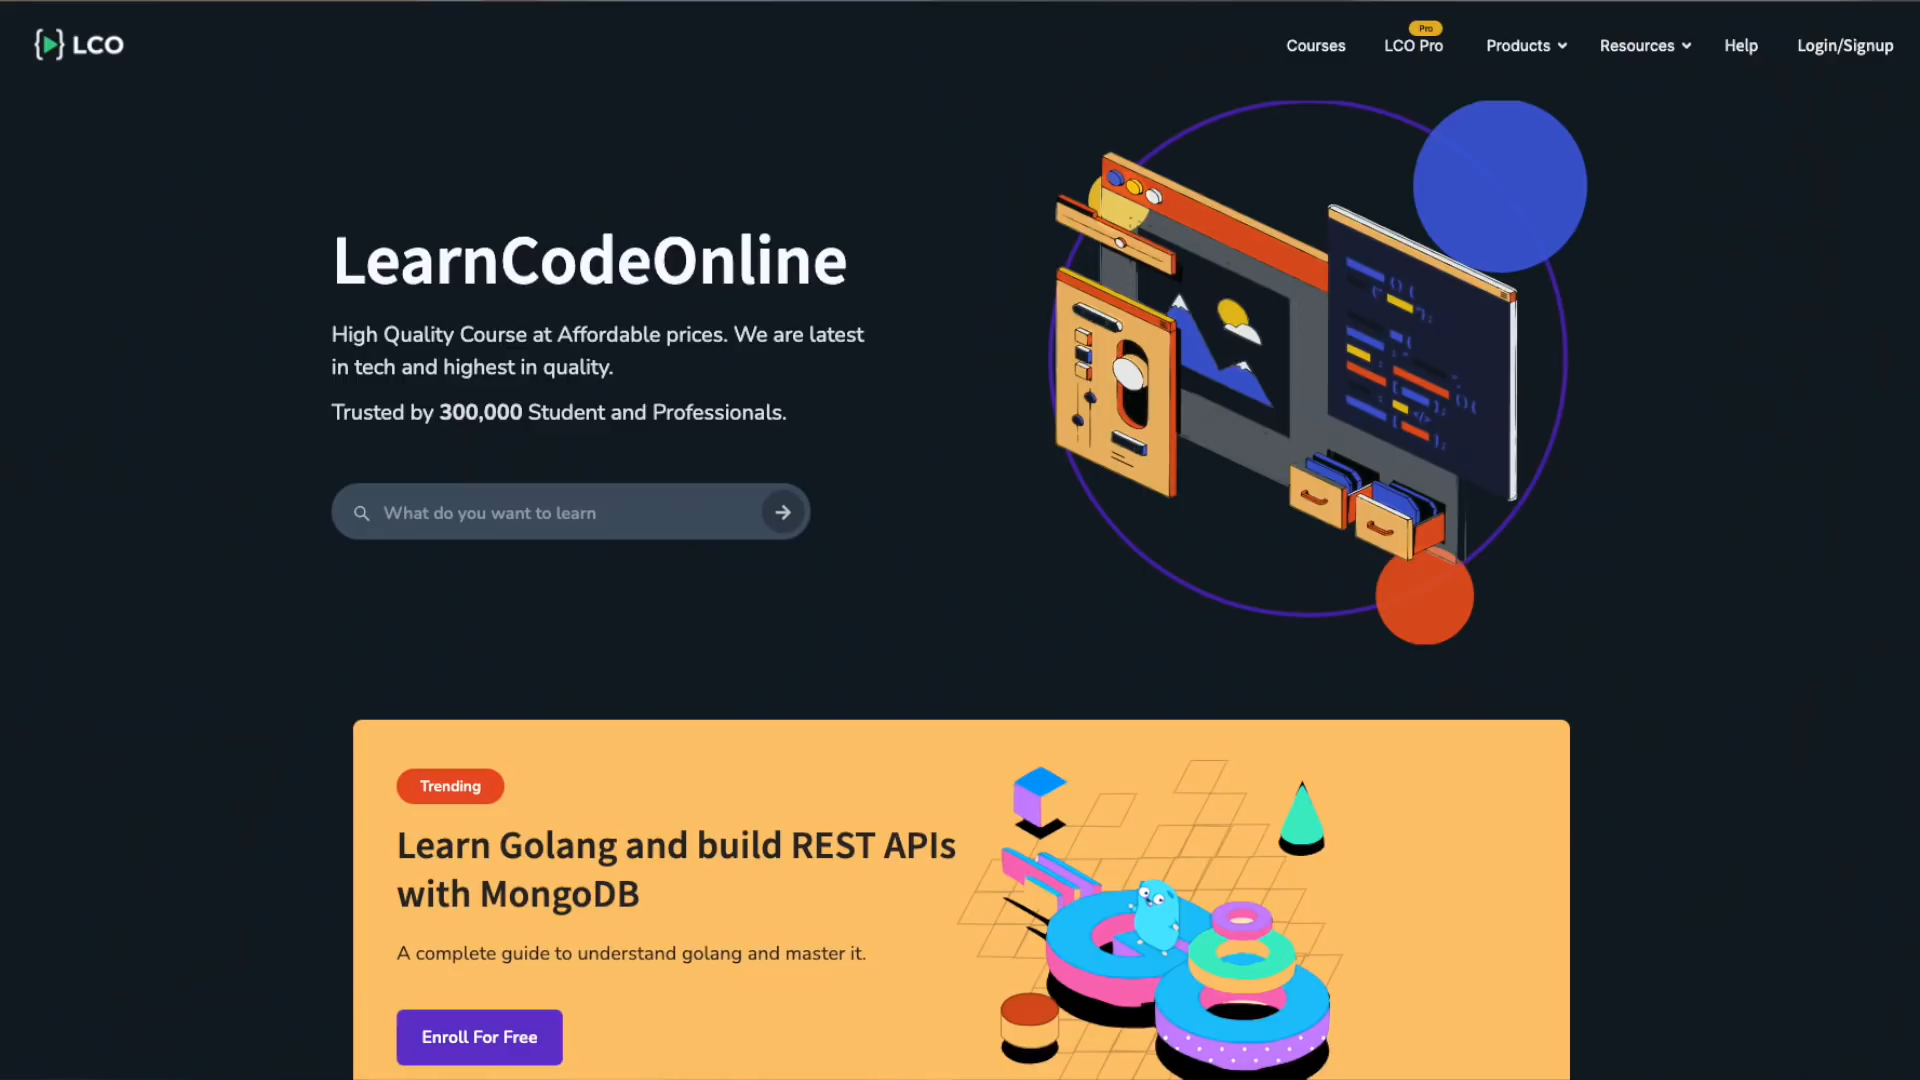 LCO
Courses
Pro
LCO Pro
Products
Resources
Help
Login/Signup
LearnCodeOnline
High Quality Course at Affordable prices. We are latest
in tech and highest in quality.
Trusted by 300,000 Student and Professionals.
What do you want to learn
Trending
Learn Golang and build REST APIs
with MongoDB
A complete guide to understand golang and master it.
Enroll For Free